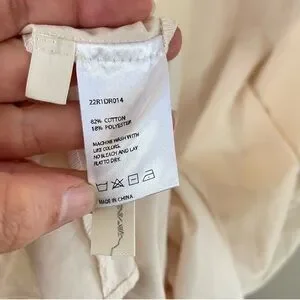 22R1DR014
82% COTTON
18% POLYESTER
MACHINE WASH WITH
LIKE COLORS.
NO BLEACH AND LAY
FLAT TO DRY.
MADE IN CHINA